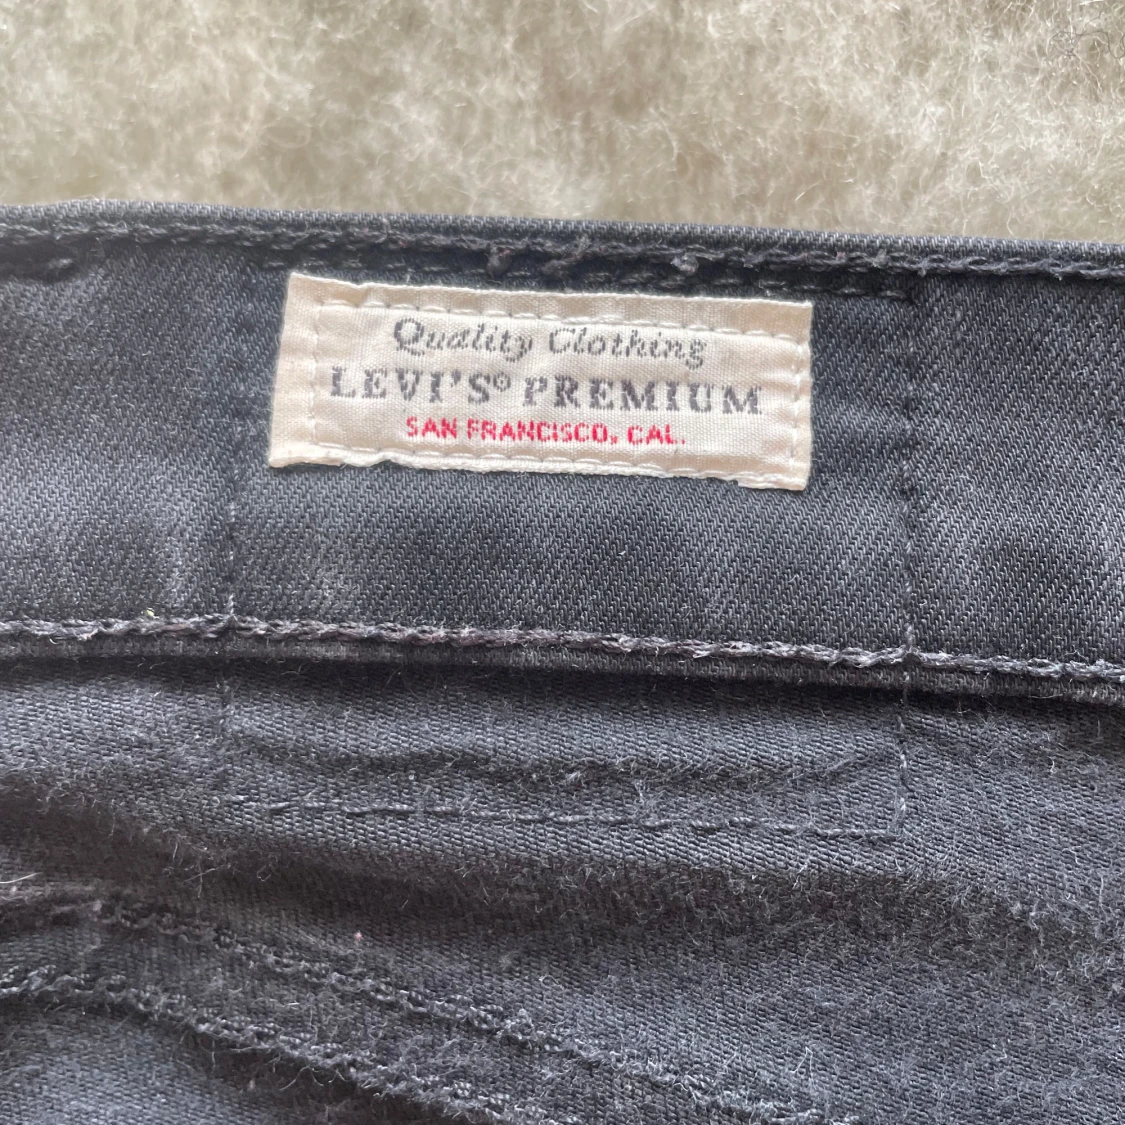 Quality Clothing
LEVI'S® PREMIUM
SAN FRANCISCO, CAL.